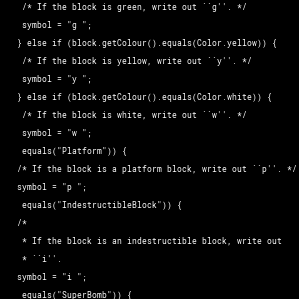 /* If the block is green, write out ``g''. */
symbol = "g ";
} else if (block.getColour().equals(Color.yellow)) {
/* If the block is yellow, write out ``y''. */
symbol = "y ";
} else if (block.getColour().equals(Color.white)) {
/* If the block is white, write out ``w''. */
symbol = "w ";
equals("Platform")) {
/* If the block is a platform block, write out ``p''. */
symbol = "p ";
equals("IndestructibleBlock")) {
/*
* If the block is an indestructible block, write out
* ``i''.
symbol = "i ";
equals("SuperBomb")) {